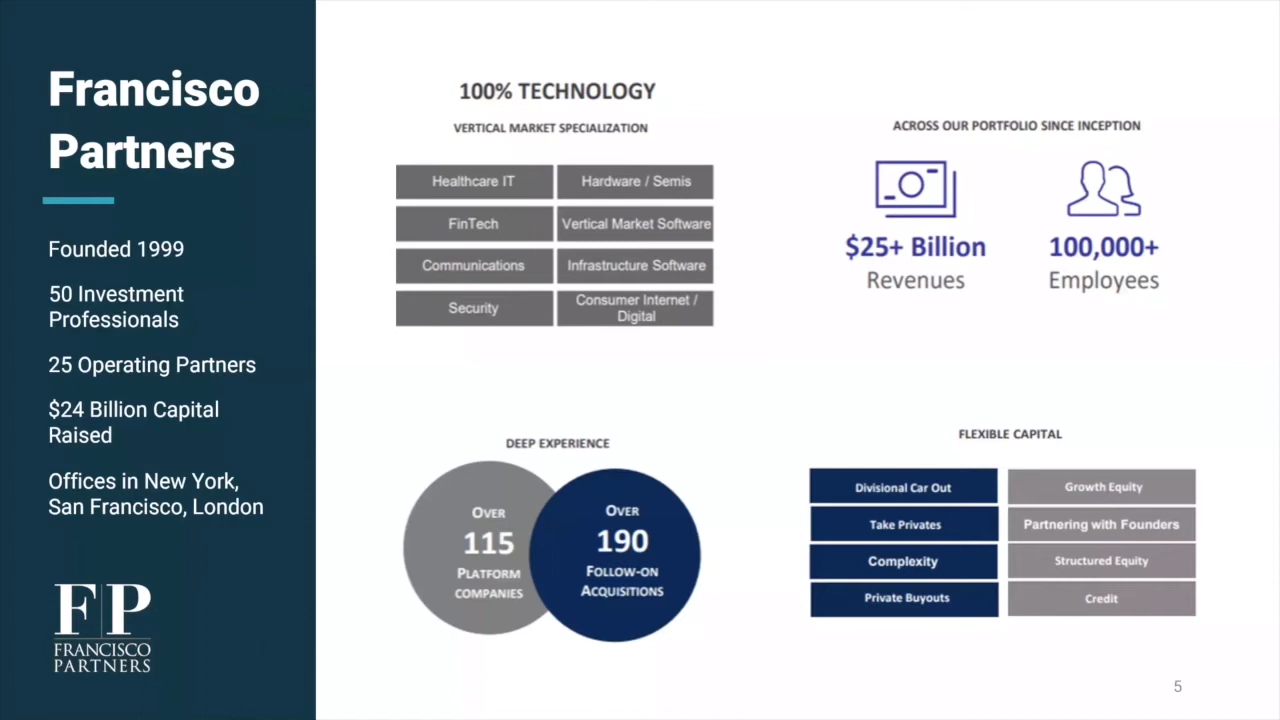 Francisco
Partners
Founded 1999
50 Investment
Professionals
25 Operating Partners
$24 Billion Capital
Raised
Offices in New York,
San Francisco, London
FP
FRANCISCO
PARTNERS
100% TECHNOLOGY
VERTICAL MARKET SPECIALIZATION
Healthcare IT
Hardware / Semis
FinTech
Vertical Market Software
Communications
Infrastructure Software
Security
Consumer Internet /
Digital
ACROSS OUR PORTFOLIO SINCE INCEPTION
$25+ Billion
Revenues
100,000+
Employees
DEEP EXPERIENCE
OVER
115
PLATFORM
COMPANIES
OVER
190
FOLLOW-ON
ACQUISITIONS
FLEXIBLE CAPITAL
Divisional Car Out
Growth Equity
Take Privates
Partnering with Founders
Complexity
Structured Equity
Private Buyouts
Credit
5